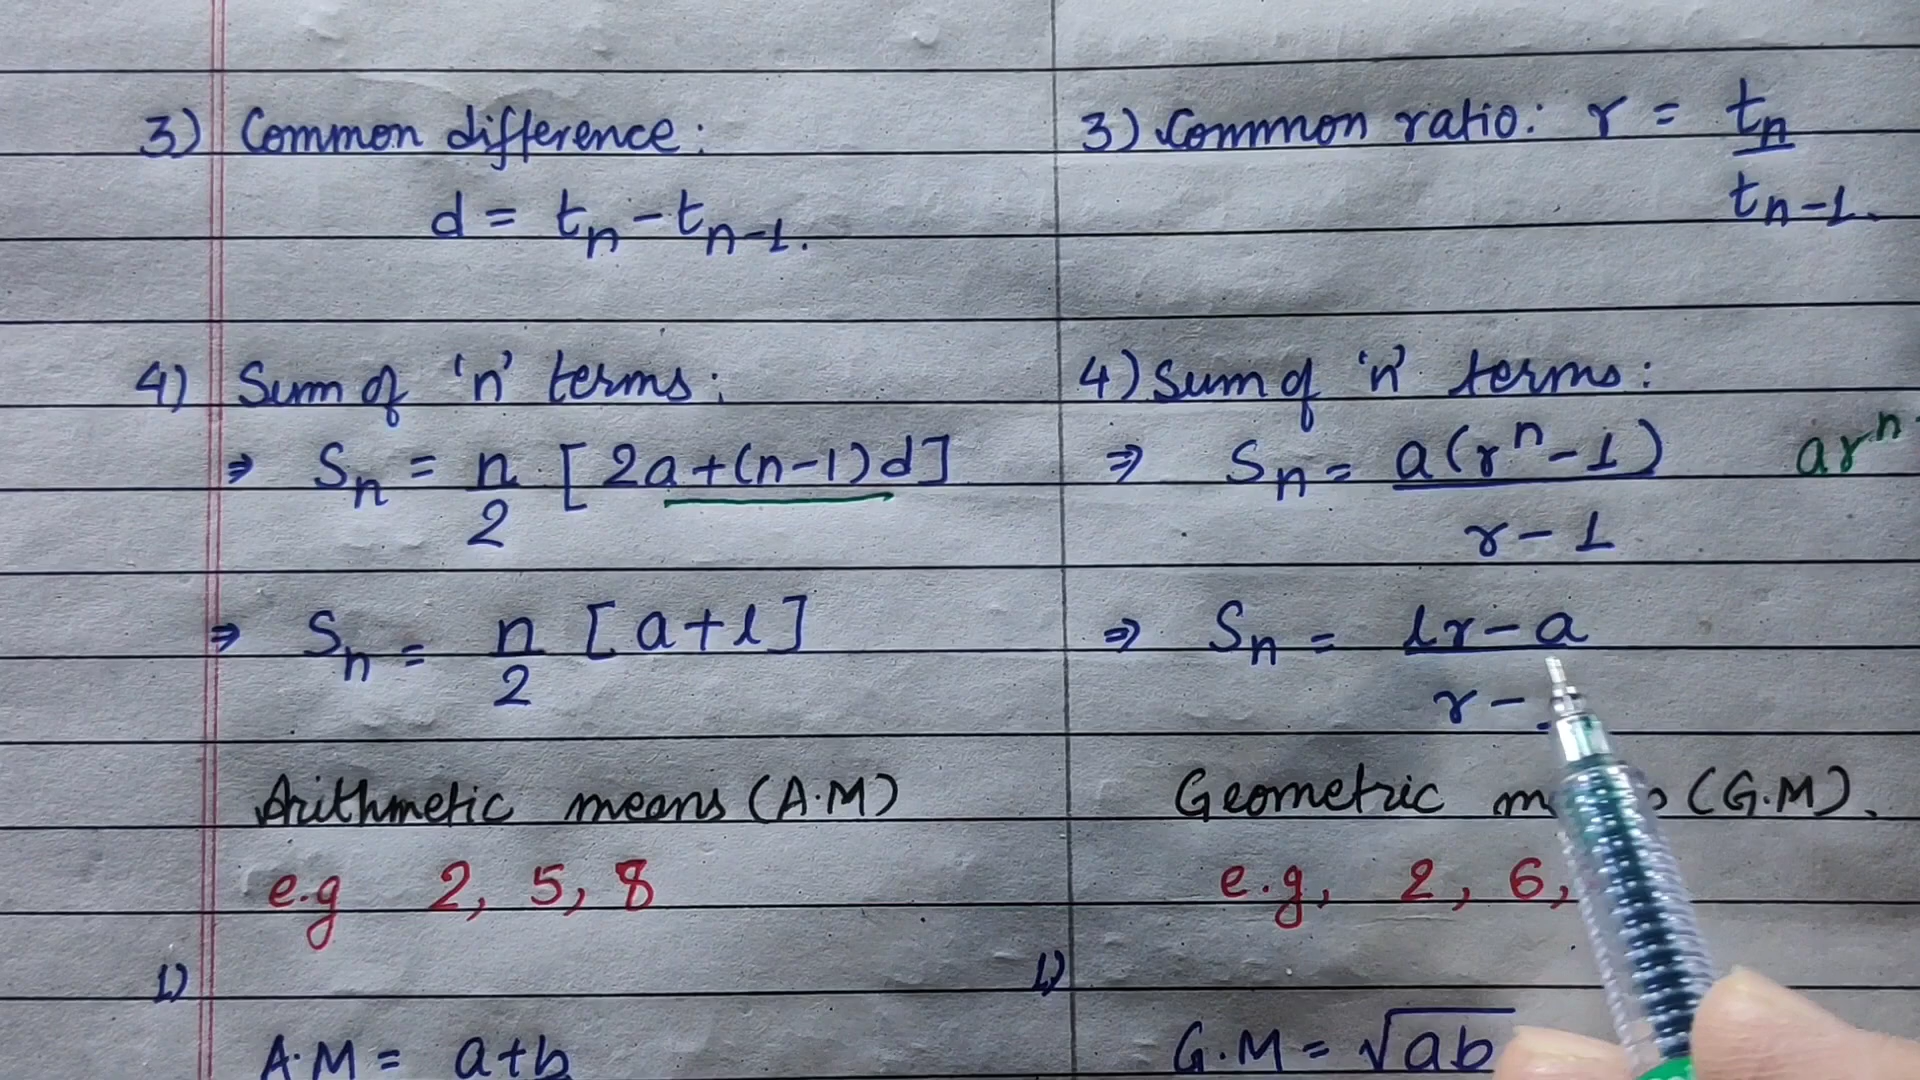 3) Common difference:
d = tₙ - tₙ₋₁.
4) Sum of 'n' terms:
⇒ Sₙ = n/2 [2a+(n-1)d]
⇒ Sₙ = n/2 [a+l]
Arithmetic means (A.M)
e.g 2, 5, 8
1)
A.M = a+b
3) Common ratio: r = tₙ/tₙ₋₁.
4) Sum of 'n' terms:
⇒ Sₙ = a(rⁿ-1)/r-1 arⁿ
⇒ Sₙ = lr-a/r-
Geometric (G.M).
e.g, 2, 6,
1)
G.M = √ab